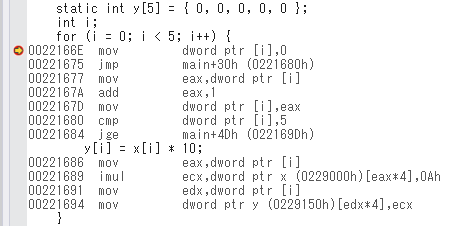 static int y[5] = { 0, 0, 0, 0, 0 };
int i;
for (i = 0; i < 5; i++) {
0022166E  mov  dword ptr [i],0
00221675  jmp  main+30h (0221680h)
00221677  mov  eax,dword ptr [i]
0022167A  add  eax,1
0022167D  mov  dword ptr [i],eax
00221680  cmp  dword ptr [i],5
00221684  jge  main+4Dh (022169Dh)
y[i] = x[i] * 10;
00221686  mov  eax,dword ptr [i]
00221689  imul  ecx,dword ptr x (0229000h)[eax*4],0Ah
00221691  mov  edx,dword ptr [i]
00221694  mov  dword ptr y (0229150h)[edx*4],ecx
}